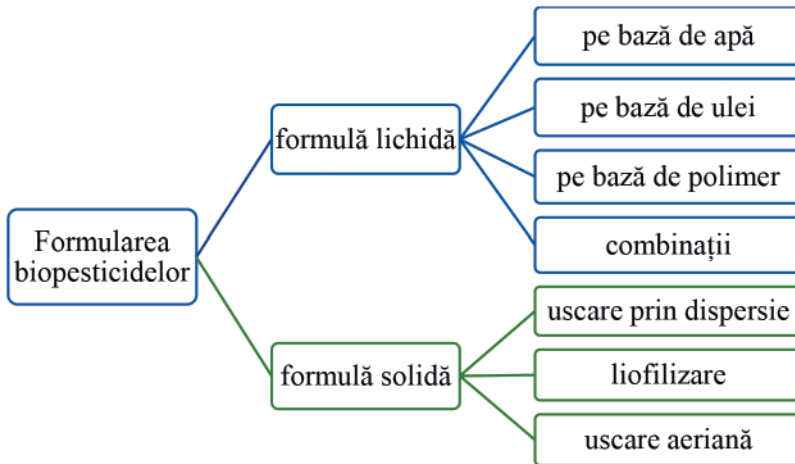 Formularea
biopesticidelor
formulă lichidă
pe bază de apă
pe bază de ulei
pe bază de polimer
combinații
formulă solidă
uscare prin dispersie
liofilizare
uscare aeriană